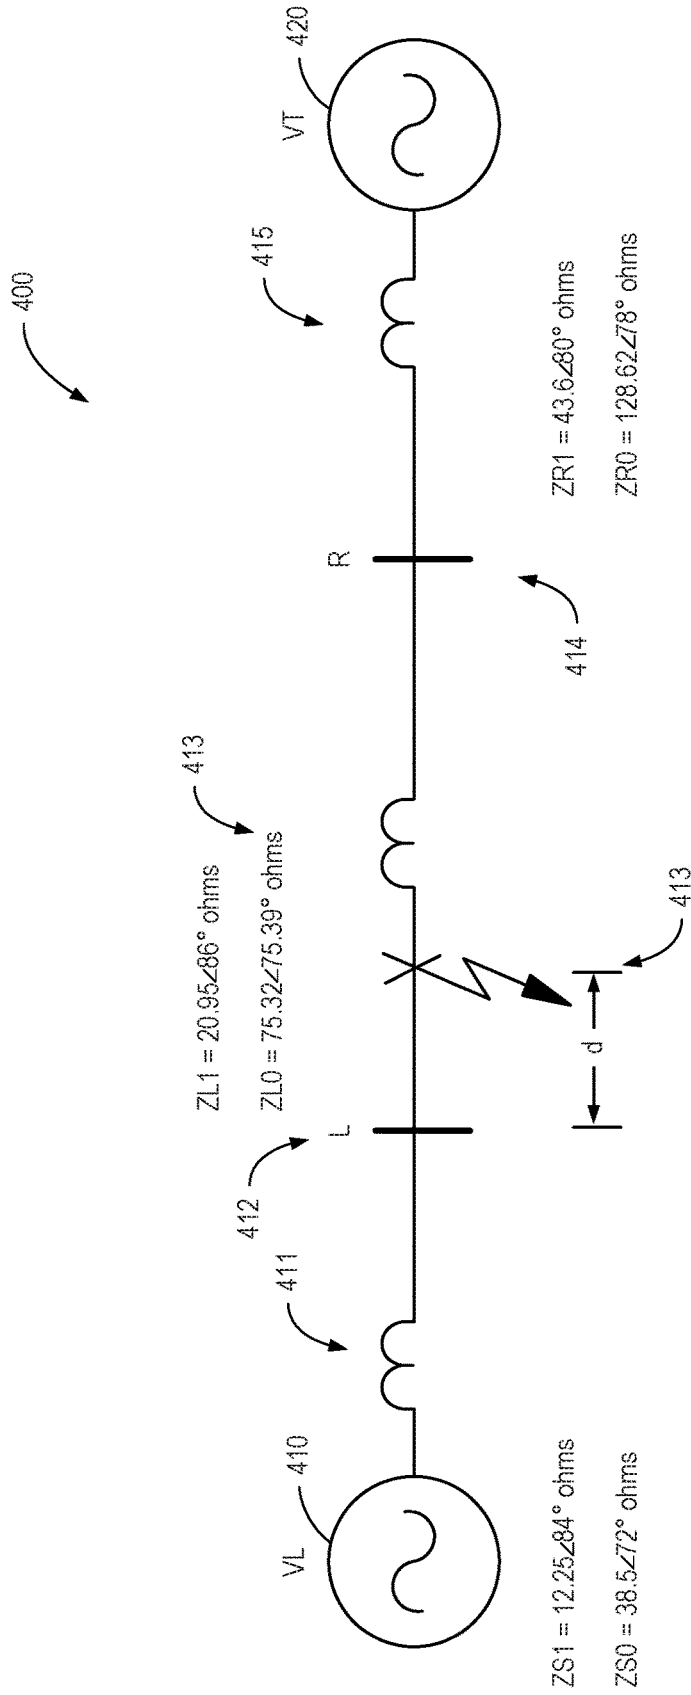 400
413
ZL1 = 20.95∠86° ohms
ZL0 = 75.32∠75.39° ohms
410
VL
411
412
L
R
415
VT
420
d
413
414
ZS1 = 12.25∠84° ohms
ZS0 = 38.5∠72° ohms
ZR1 = 43.6∠80° ohms
ZR0 = 128.62∠78° ohms